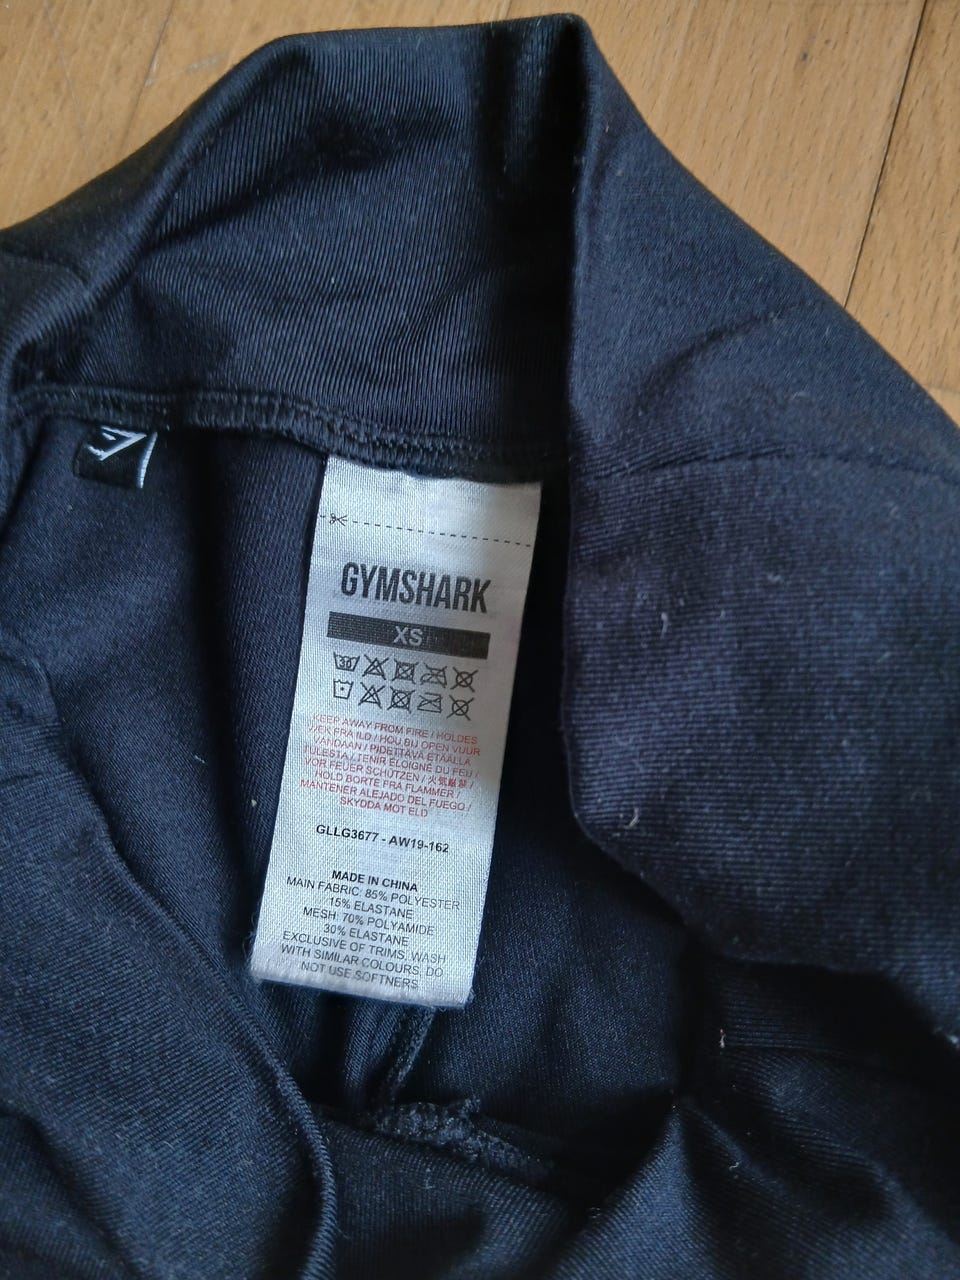 GYMSHARK
XS
30
KEEP AWAY FROM FIRE / HOLDES
VÆK FRA ILD / HOU BIJ OPEN VUUR
VANDAAN / PIDETTÄVÄ ETÄÄLLÄ
TULESTA / TENIR ÉLOIGNÉ DU FEU /
VOR FEUER SCHÜTZEN / 火気厳禁 /
HOLD BORTE FRA FLAMMER /
MANTENER ALEJADO DEL FUEGO /
SKYDDA MOT ELD
GLLG3677 - AW19-162
MADE IN CHINA
MAIN FABRIC: 85% POLYESTER
15% ELASTANE
MESH: 70% POLYAMIDE
30% ELASTANE
EXCLUSIVE OF TRIMS, WASH
WITH SIMILAR COLOURS, DO
NOT USE SOFTNERS